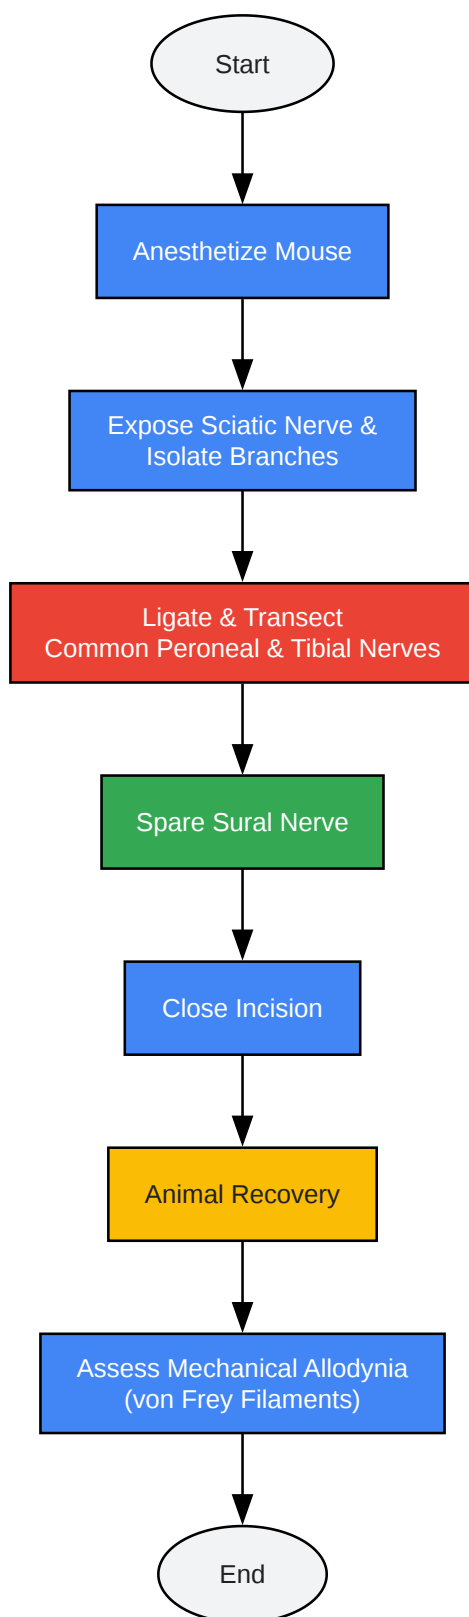 Start
Anesthetize Mouse
Expose Sciatic Nerve &
Isolate Branches
Ligate & Transect
Common Peroneal & Tibial Nerves
Spare Sural Nerve
Close Incision
Animal Recovery
Assess Mechanical Allodynia
(von Frey Filaments)
End